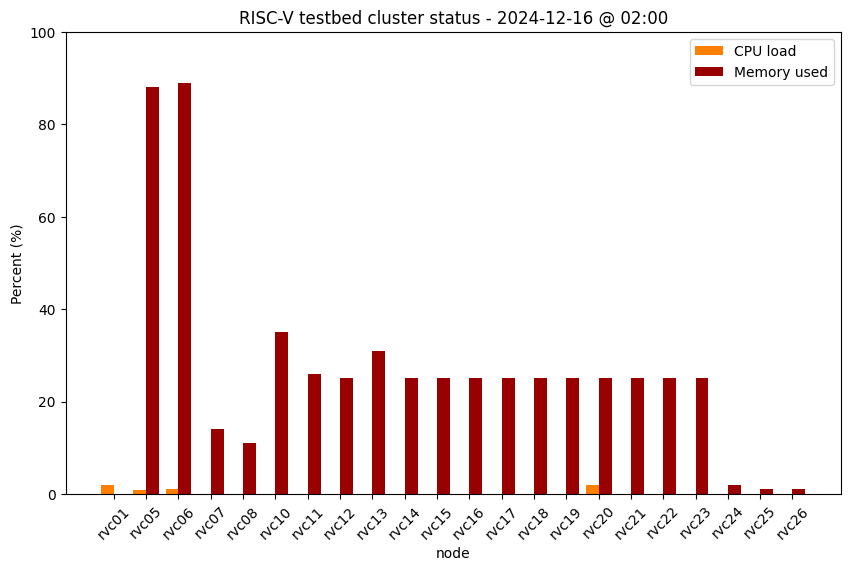 RISC-V testbed cluster status - 2024-12-16 @ 02:00
CPU load
Memory used
Percent (%)
100
80
60
40
20
0
rvc01 rvc05 rvc06 rvc07 rvc08 rvc10 rvc11 rvc12 rvc13 rvc14 rvc15 rvc16 rvc17 rvc18 rvc19 rvc20 rvc21 rvc22 rvc23 rvc24 rvc25 rvc26
node